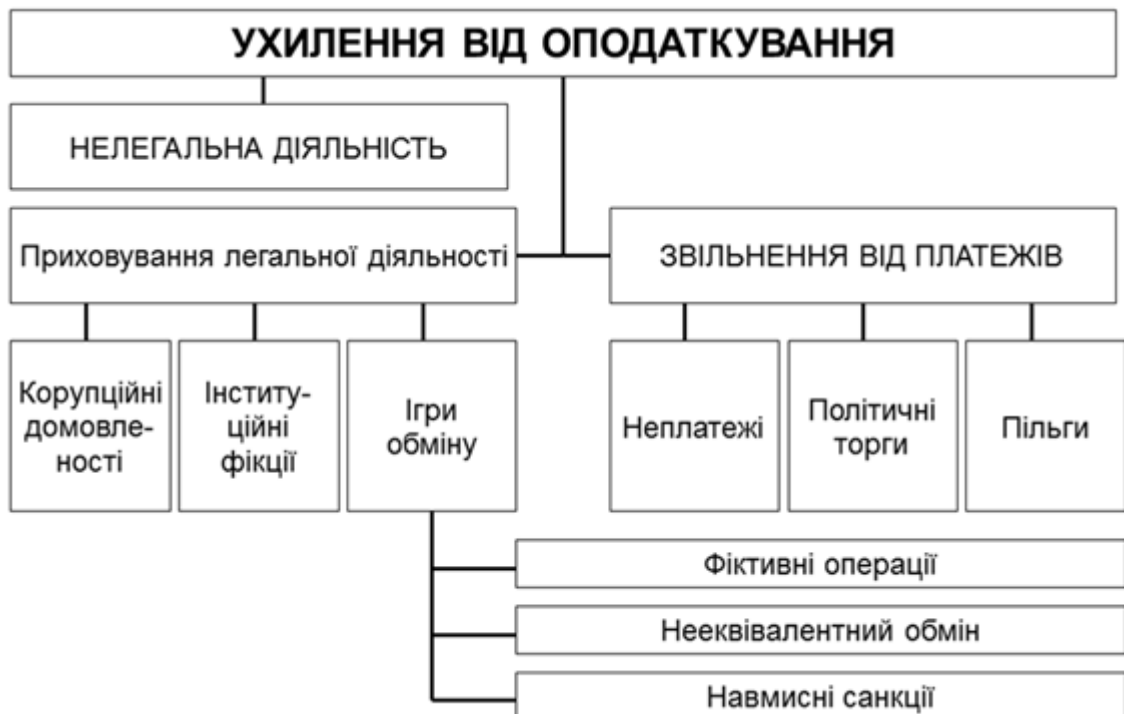 УХИЛЕННЯ ВІД ОПОДАТКУВАННЯ
НЕЛЕГАЛЬНА ДІЯЛЬНІСТЬ
Приховування легальної діяльності
ЗВІЛЬНЕННЯ ВІД ПЛАТЕЖІВ
Корупційні
домовле-
ності
Інститу-
ційні
фікції
Ігри
обміну
Неплатежі
Політичні
торги
Пільги
Фіктивні операції
Нееквівалентний обмін
Навмисні санкції